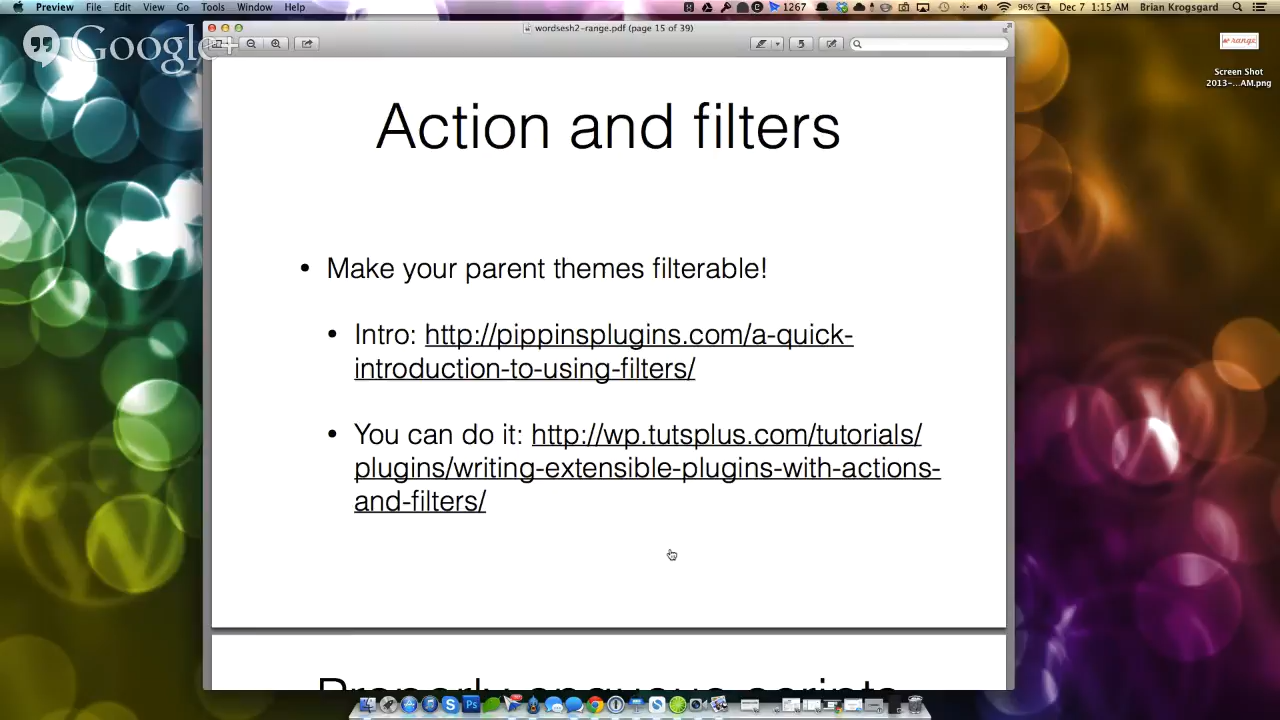 Preview File Edit View Go Tools Window Help 1267 96% Dec 7 1:15 AM Brian Krogsgard
Google+
wordsesh2-range.pdf (page 15 of 39)
range
Screen Shot
2013-...AM.png
Action and filters
• Make your parent themes filterable!
• Intro: http://pippinsplugins.com/a-quick-
introduction-to-using-filters/
• You can do it: http://wp.tutsplus.com/tutorials/
plugins/writing-extensible-plugins-with-actions-
and-filters/